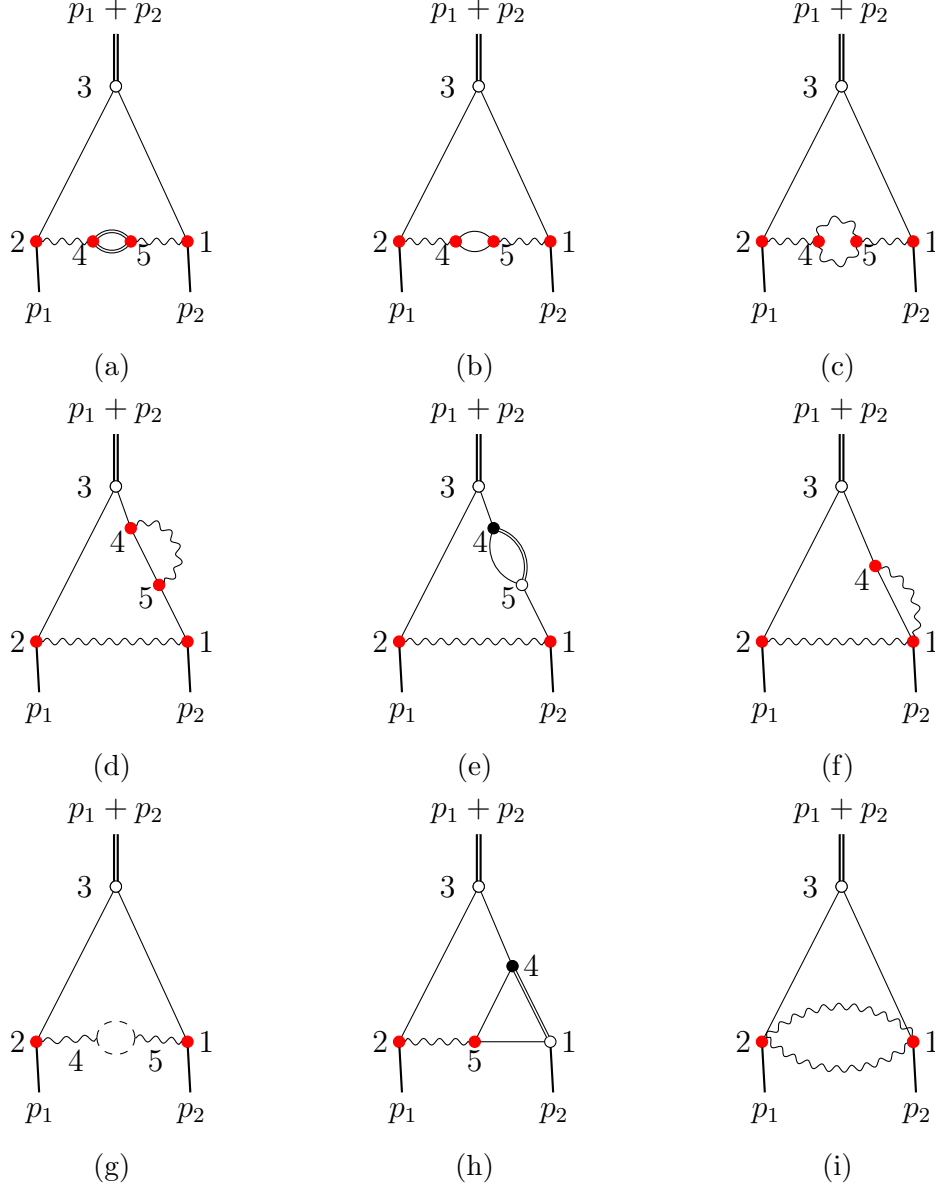 p₁ + p₂ p₁ + p₂ p₁ + p₂
3 3 3
2 4 5 1 2 4 5 1 2 4 5 1
p₁ p₂ p₁ p₂ p₁ p₂
(a) (b) (c)
p₁ + p₂ p₁ + p₂ p₁ + p₂
3 3 3
4 4 4
5 5
2 1 2 1 2 1
p₁ p₂ p₁ p₂ p₁ p₂
(d) (e) (f)
p₁ + p₂ p₁ + p₂ p₁ + p₂
3 3 3
4
2 4 5 1 2 5 1 2 1
p₁ p₂ p₁ p₂ p₁ p₂
(g) (h) (i)